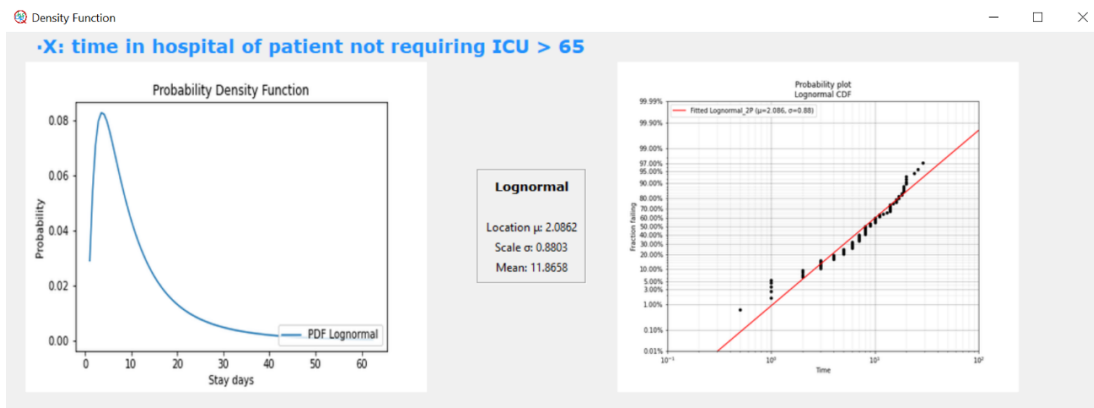 Density Function
·X: time in hospital of patient not requiring ICU > 65
Probability Density Function
0.08
0.06
0.04
0.02
0.00
Probability
0 10 20 30 40 50 60
Stay days
PDF Lognormal
Lognormal
Location μ: 2.0862
Scale σ: 0.8803
Mean: 11.8658
Probability plot
Lognormal CDF
Fitted Lognormal_2P (μ=2.086, σ=0.88)
99.99%
99.90%
99.00%
97.00%
95.00%
80.00%
70.00%
60.00%
50.00%
40.00%
30.00%
20.00%
10.00%
5.00%
3.00%
1.00%
0.10%
0.01%
Fraction failing
10⁻¹ 10⁰ 10¹ 10²
Time